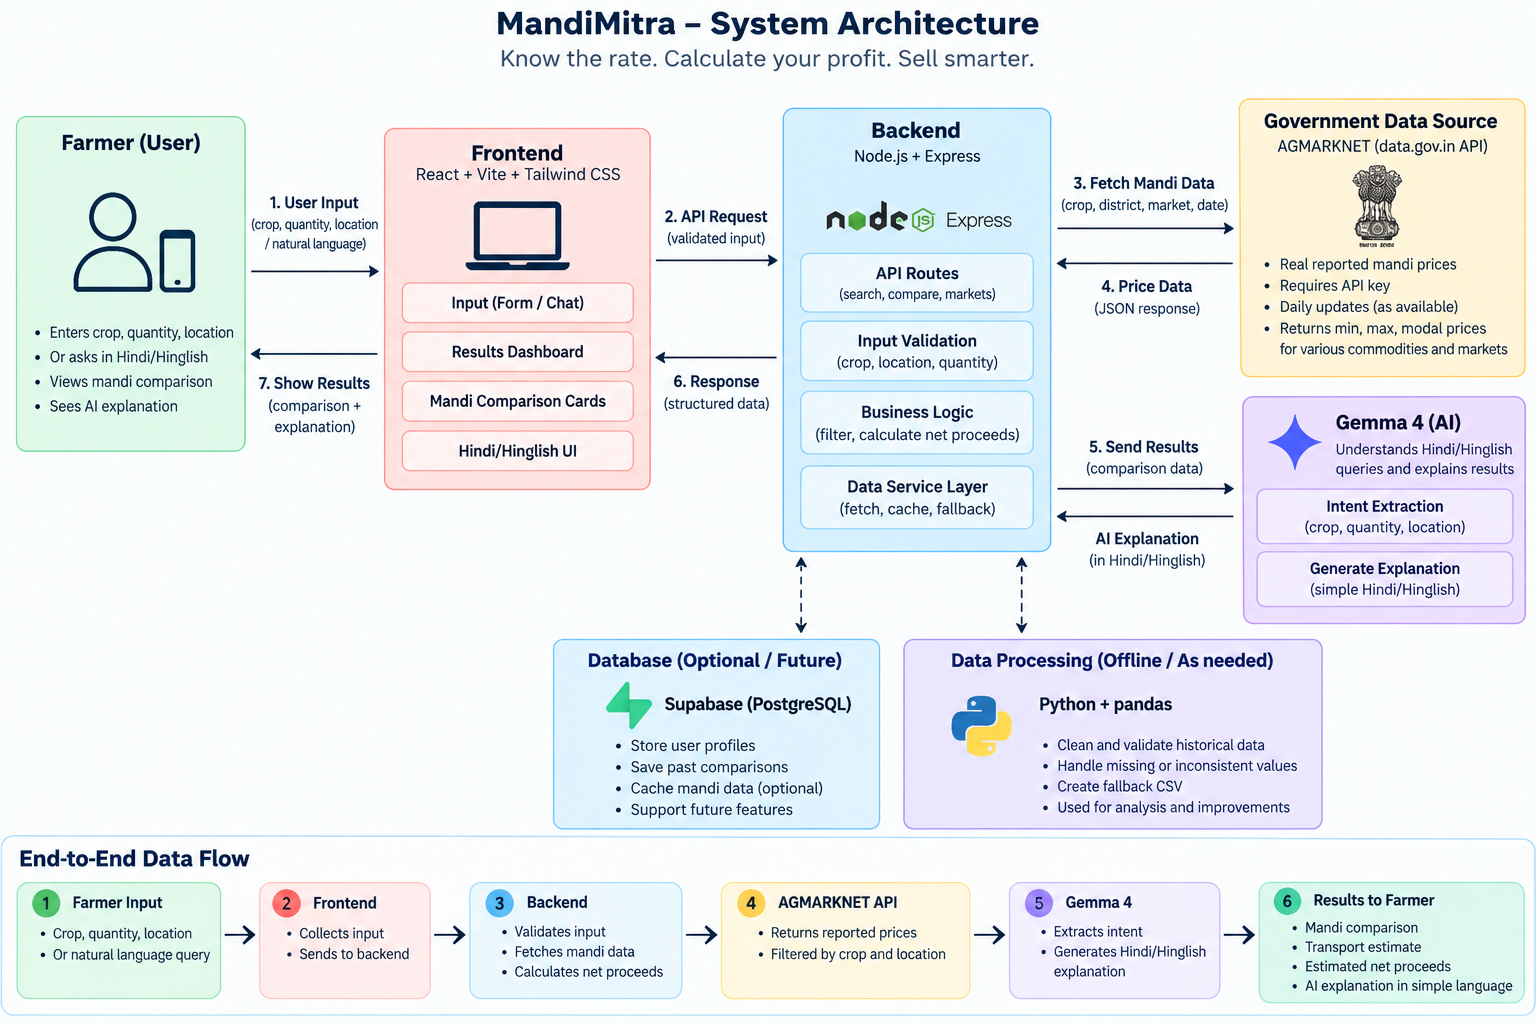 MandiMitra – System Architecture
Know the rate. Calculate your profit. Sell smarter.
Farmer (User)
• Enters crop, quantity, location
• Or asks in Hindi/Hinglish
• Views mandi comparison
• Sees AI explanation
1. User Input
(crop, quantity, location
/ natural language)
7. Show Results
(comparison +
explanation)
Frontend
React + Vite + Tailwind CSS
Input (Form / Chat)
Results Dashboard
Mandi Comparison Cards
Hindi/Hinglish UI
2. API Request
(validated input)
6. Response
(structured data)
Backend
Node.js + Express
node JS Express
API Routes
(search, compare, markets)
Input Validation
(crop, location, quantity)
Business Logic
(filter, calculate net proceeds)
Data Service Layer
(fetch, cache, fallback)
3. Fetch Mandi Data
(crop, district, market, date)
4. Price Data
(JSON response)
5. Send Results
(comparison data)
AI Explanation
(in Hindi/Hinglish)
Government Data Source
AGMARKNET (data.gov.in API)
• Real reported mandi prices
• Requires API key
• Daily updates (as available)
• Returns min, max, modal prices
for various commodities and markets
Gemma 4 (AI)
Understands Hindi/Hinglish
queries and explains results
Intent Extraction
(crop, quantity, location)
Generate Explanation
(simple Hindi/Hinglish)
Database (Optional / Future)
Supabase (PostgreSQL)
• Store user profiles
• Save past comparisons
• Cache mandi data (optional)
• Support future features
Data Processing (Offline / As needed)
Python + pandas
• Clean and validate historical data
• Handle missing or inconsistent values
• Create fallback CSV
• Used for analysis and improvements
End-to-End Data Flow
1 Farmer Input
• Crop, quantity, location
• Or natural language query
2 Frontend
• Collects input
• Sends to backend
3 Backend
• Validates input
• Fetches mandi data
• Calculates net proceeds
4 AGMARKNET API
• Returns reported prices
• Filtered by crop and location
5 Gemma 4
• Extracts intent
• Generates Hindi/Hinglish
explanation
6 Results to Farmer
• Mandi comparison
• Transport estimate
• Estimated net proceeds
• AI explanation in simple language